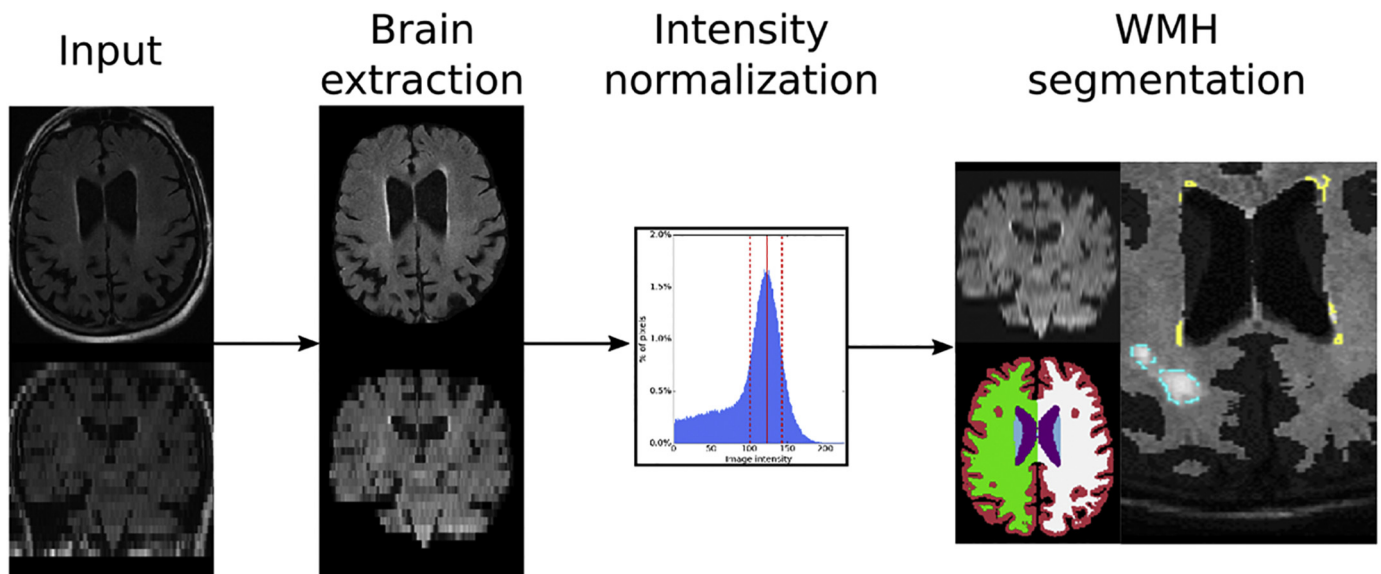 Input
Brain
extraction
Intensity
normalization
WMH
segmentation
2.0%
1.5%
1.0%
0.5%
0.0%
% of pixels
0 50 100 150 200
Image intensity